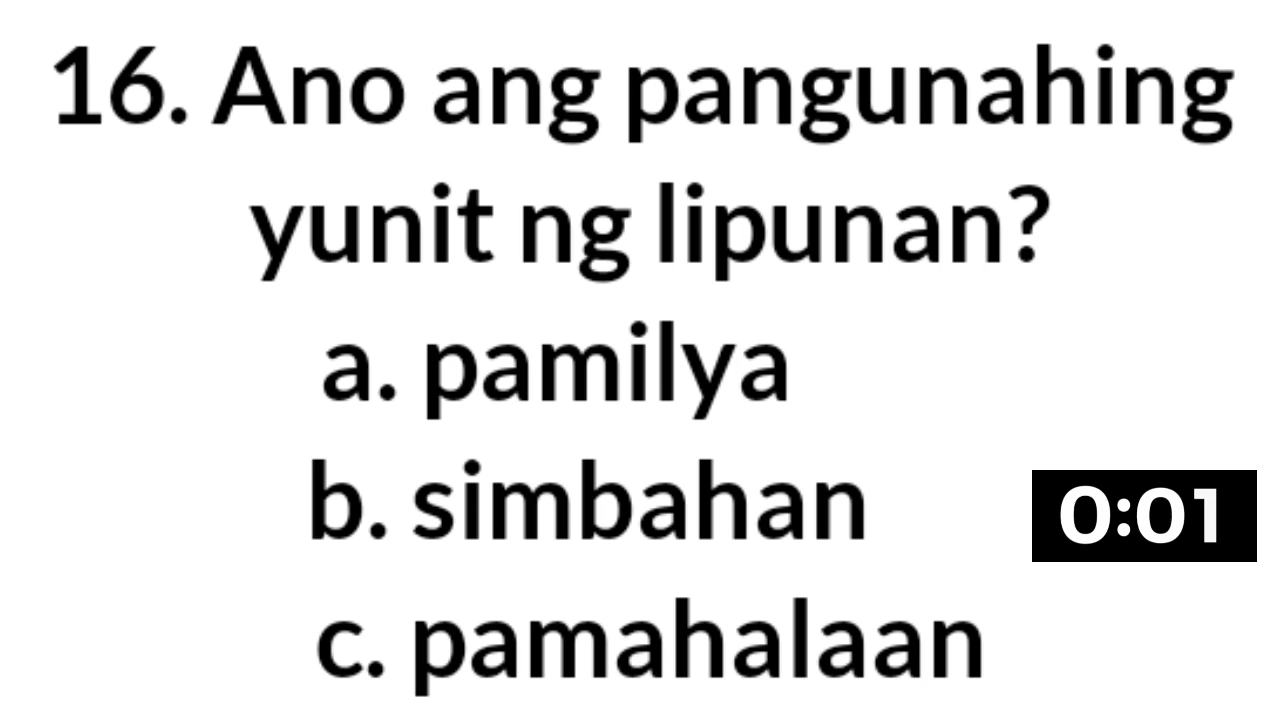 16. Ano ang pangunahing
yunit ng lipunan?
a. pamilya
b. simbahan
0:01
c. pamahalaan